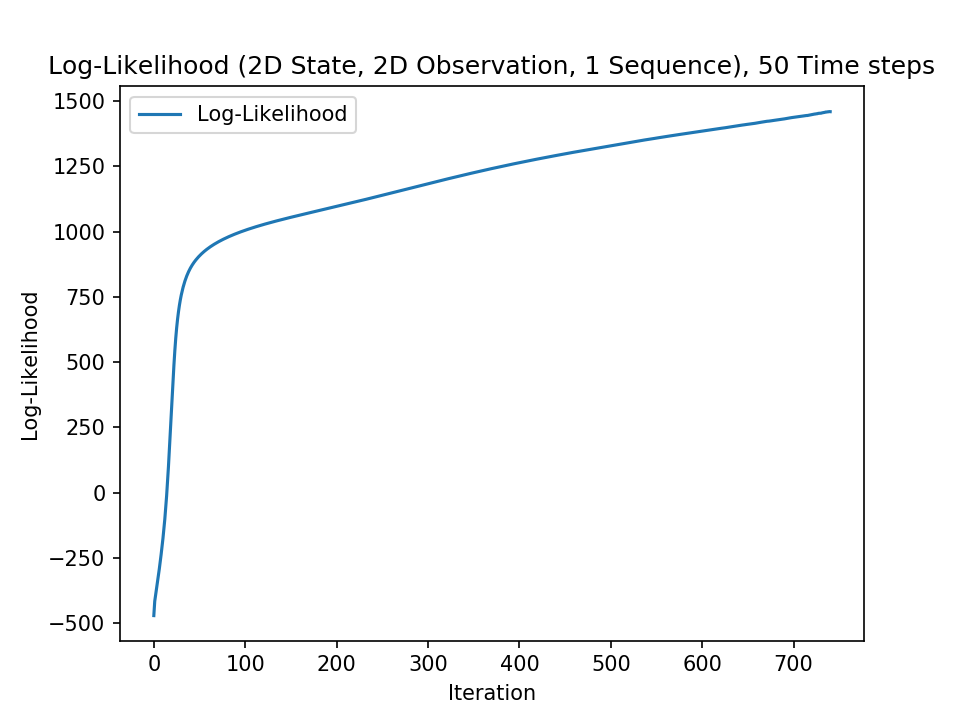 Log-Likelihood (2D State, 2D Observation, 1 Sequence), 50 Time steps
Log-Likelihood
1500
1250
1000
750
500
250
0
−250
−500
Log-Likelihood
0 100 200 300 400 500 600 700
Iteration